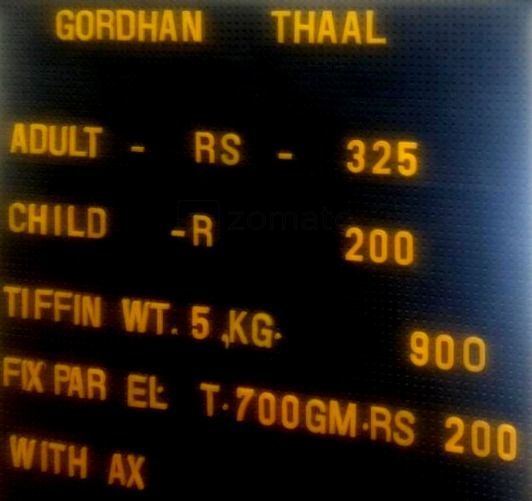 GORDHAN THAAL
ADULT - RS - 325
CHILD -R 200
zomato
TIFFIN WT. 5 ,KG. 900
FIX PAR EL T.700GM.RS 200
WITH AX